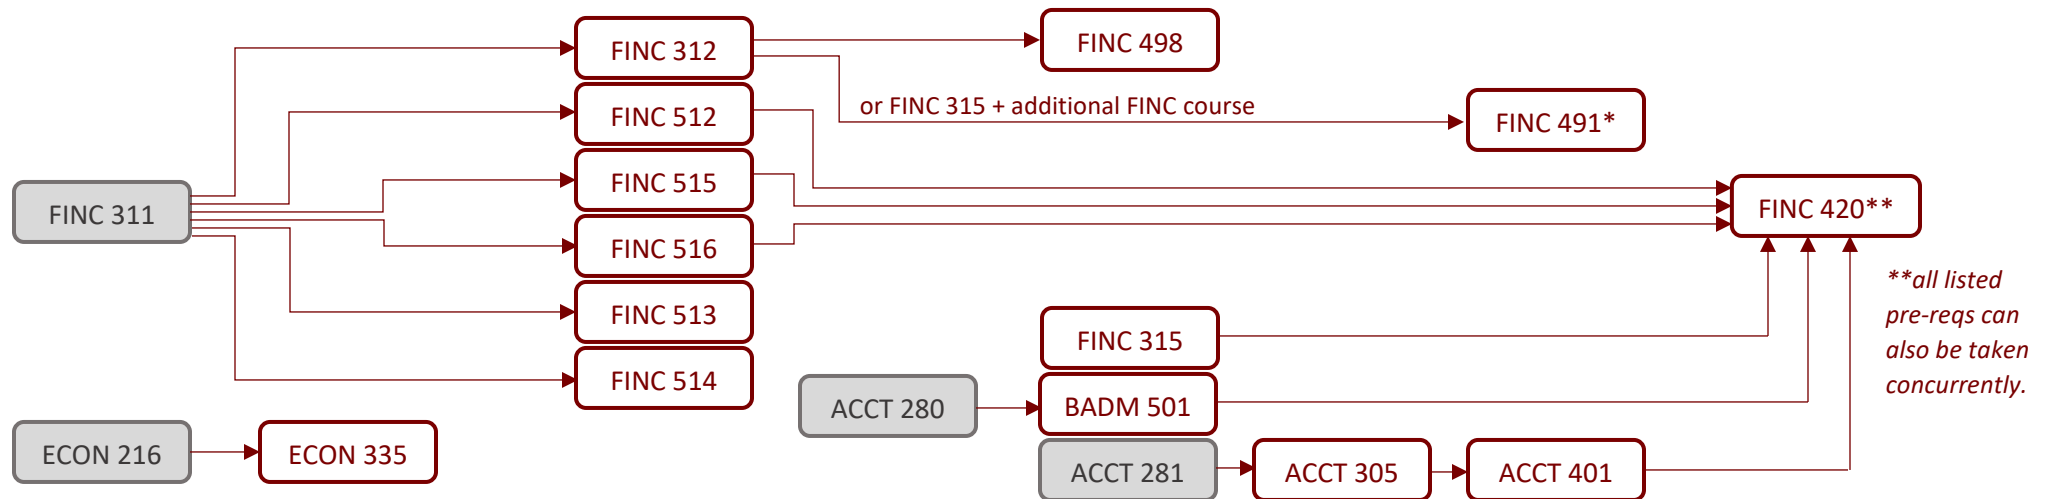 FINC 312
FINC 498
or FINC 315 + additional FINC course
FINC 512
FINC 491*
FINC 515
FINC 311
FINC 420**
FINC 516
**all listed
pre-reqs can
also be taken
concurrently.
FINC 513
FINC 315
FINC 514
ACCT 280
BADM 501
ECON 216
ECON 335
ACCT 281
ACCT 305
ACCT 401